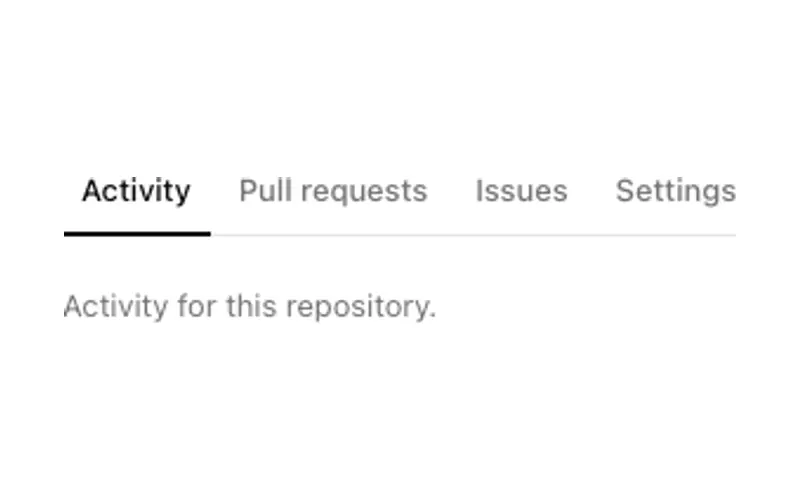 Activity Pull requests Issues Settings
Activity for this repository.